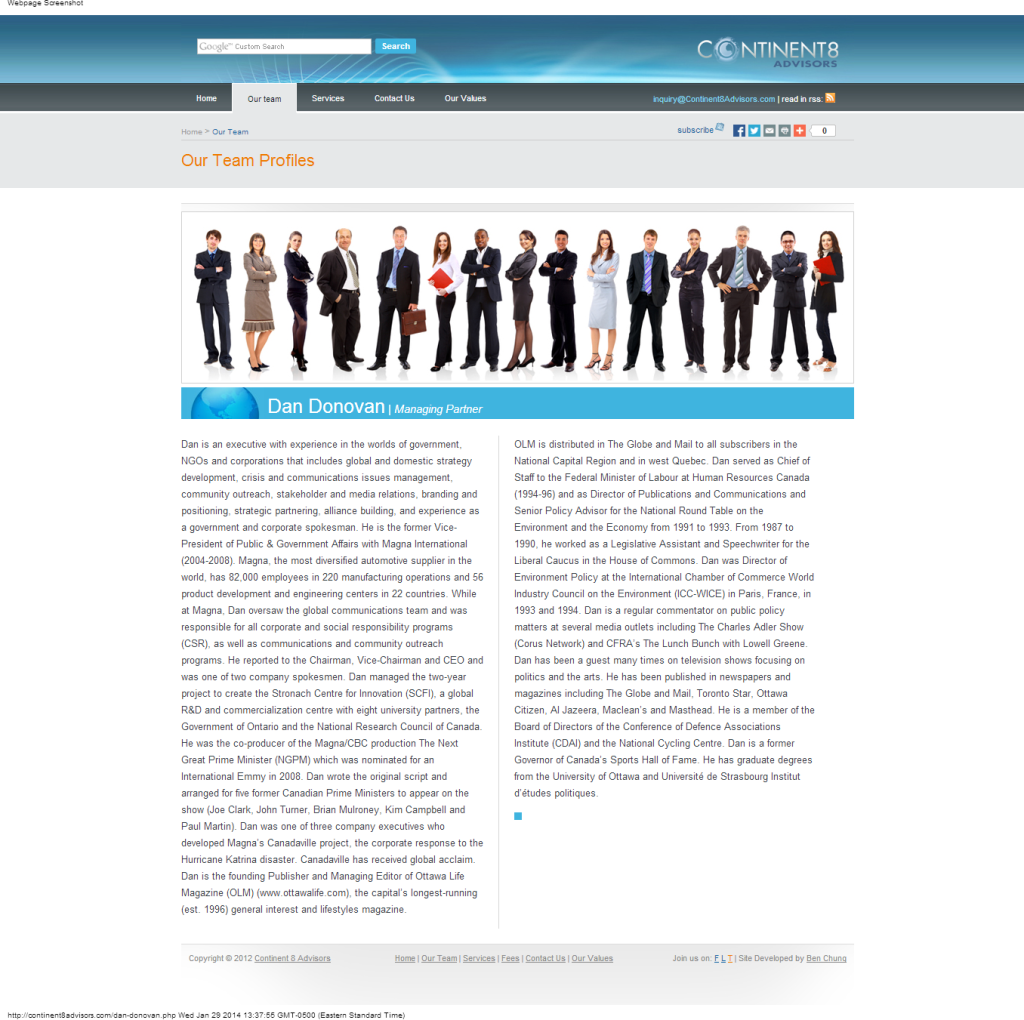 Webpage Screenshot
Google™ Custom Search
Search
CONTINENT8
ADVISORS
Home
Our team
Services
Contact Us
Our Values
inquiry@Continent8Advisors.com | read in rss:
Home > Our Team
subscribe
0
Our Team Profiles
Dan Donovan | Managing Partner
Dan is an executive with experience in the worlds of government,
NGOs and corporations that includes global and domestic strategy
development, crisis and communications issues management,
community outreach, stakeholder and media relations, branding and
positioning, strategic partnering, alliance building, and experience as
a government and corporate spokesman. He is the former Vice-
President of Public & Government Affairs with Magna International
(2004-2008). Magna, the most diversified automotive supplier in the
world, has 82,000 employees in 220 manufacturing operations and 56
product development and engineering centers in 22 countries. While
at Magna, Dan oversaw the global communications team and was
responsible for all corporate and social responsibility programs
(CSR), as well as communications and community outreach
programs. He reported to the Chairman, Vice-Chairman and CEO and
was one of two company spokesmen. Dan managed the two-year
project to create the Stronach Centre for Innovation (SCFI), a global
R&D and commercialization centre with eight university partners, the
Government of Ontario and the National Research Council of Canada.
He was the co-producer of the Magna/CBC production The Next
Great Prime Minister (NGPM) which was nominated for an
International Emmy in 2008. Dan wrote the original script and
arranged for five former Canadian Prime Ministers to appear on the
show (Joe Clark, John Turner, Brian Mulroney, Kim Campbell and
Paul Martin). Dan was one of three company executives who
developed Magna's Canadaville project, the corporate response to the
Hurricane Katrina disaster. Canadaville has received global acclaim.
Dan is the founding Publisher and Managing Editor of Ottawa Life
Magazine (OLM) (www.ottawalife.com), the capital's longest-running
(est. 1996) general interest and lifestyles magazine.
OLM is distributed in The Globe and Mail to all subscribers in the
National Capital Region and in west Quebec. Dan served as Chief of
Staff to the Federal Minister of Labour at Human Resources Canada
(1994-96) and as Director of Publications and Communications and
Senior Policy Advisor for the National Round Table on the
Environment and the Economy from 1991 to 1993. From 1987 to
1990, he worked as a Legislative Assistant and Speechwriter for the
Liberal Caucus in the House of Commons. Dan was Director of
Environment Policy at the International Chamber of Commerce World
Industry Council on the Environment (ICC-WICE) in Paris, France, in
1993 and 1994. Dan is a regular commentator on public policy
matters at several media outlets including The Charles Adler Show
(Corus Network) and CFRA's The Lunch Bunch with Lowell Greene.
Dan has been a guest many times on television shows focusing on
politics and the arts. He has been published in newspapers and
magazines including The Globe and Mail, Toronto Star, Ottawa
Citizen, Al Jazeera, Maclean's and Masthead. He is a member of the
Board of Directors of the Conference of Defence Associations
Institute (CDAI) and the National Cycling Centre. Dan is a former
Governor of Canada's Sports Hall of Fame. He has graduate degrees
from the University of Ottawa and Université de Strasbourg Institut
d'études politiques.
Copyright © 2012 Continent 8 Advisors
Home | Our Team | Services | Fees | Contact Us | Our Values
Join us on: F L T | Site Developed by Ben Chung
http://continent8advisors.com/dan-donovan.php Wed Jan 29 2014 13:37:55 GMT-0500 (Eastern Standard Time)